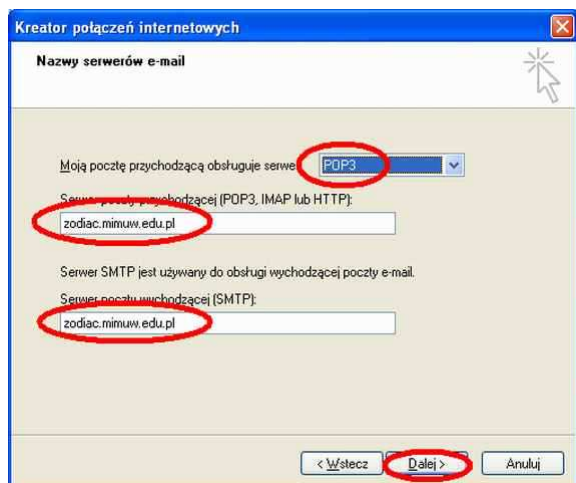 Kreator połączeń internetowych
Nazwy serwerów e-mail
Moją pocztę przychodzącą obsługuje serwe POP3
Serwer poczty przychodzącej (POP3, IMAP lub HTTP):
zodiac.mimuw.edu.pl
Serwer SMTP jest używany do obsługi wychodzącej poczty e-mail.
Serwer poczty wychodzącej (SMTP):
zodiac.mimuw.edu.pl
< Wstecz Dalej > Anuluj